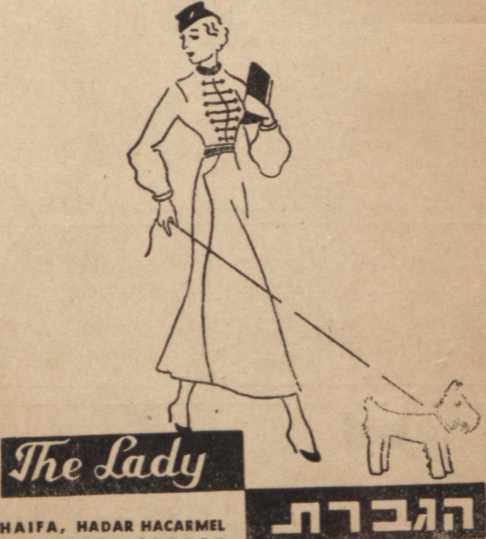 The Lady
הגברת
HAIFA, HADAR HACARMEL